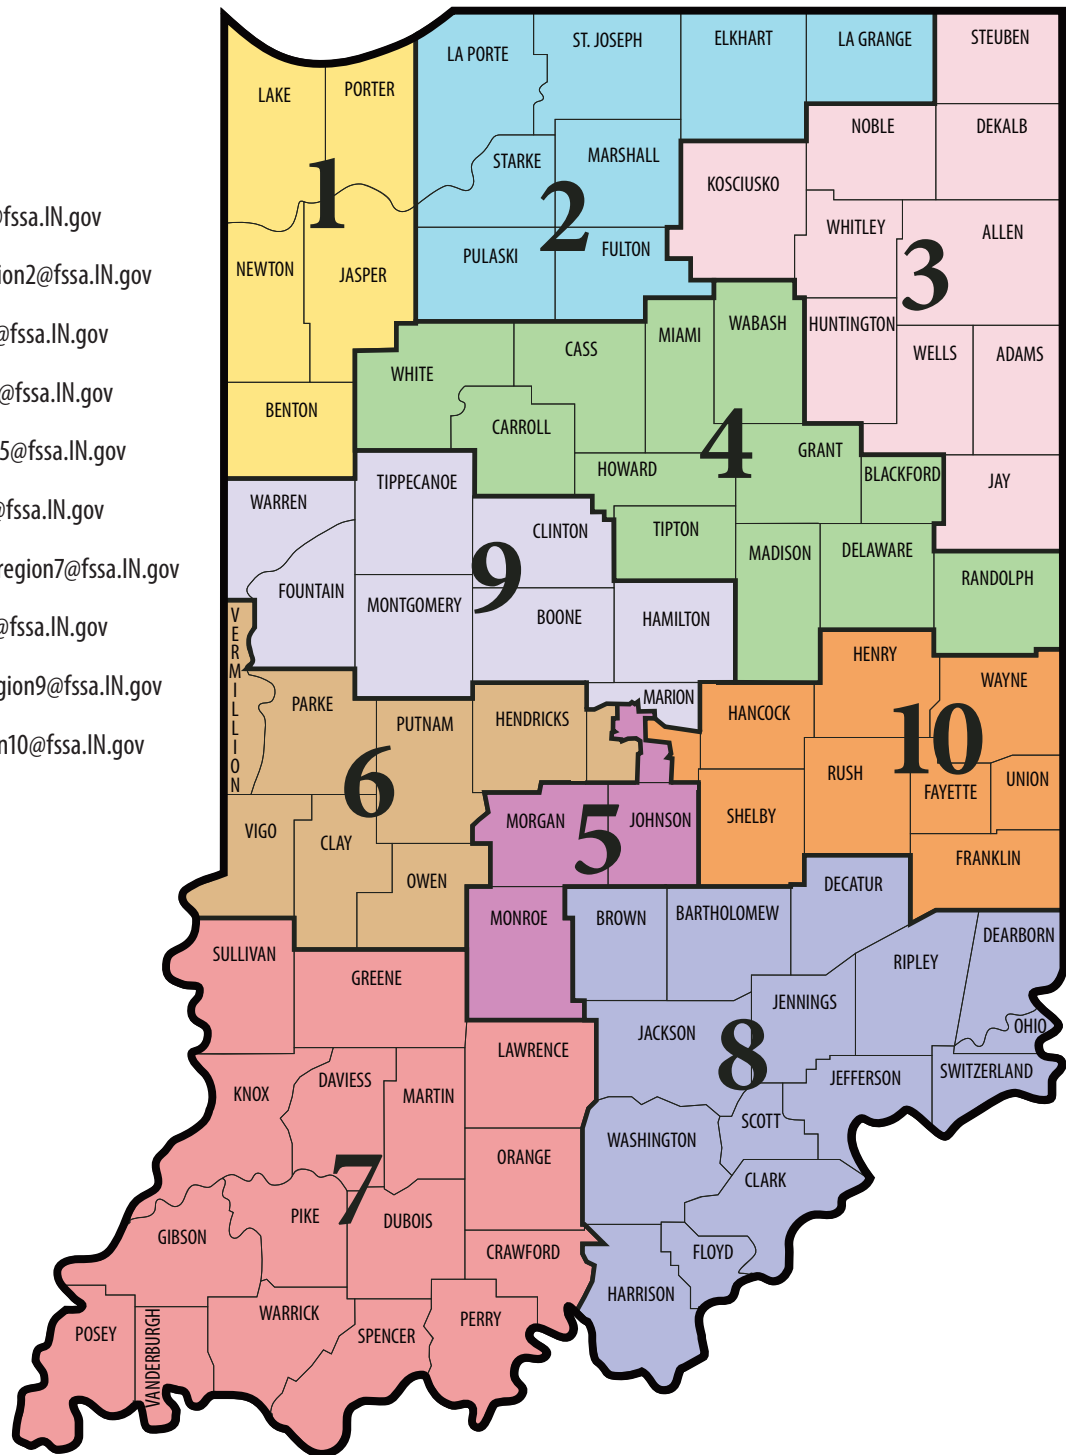 @fssa.IN.gov
ion2@fssa.IN.gov
@fssa.IN.gov
@fssa.IN.gov
5@fssa.IN.gov
@fssa.IN.gov
region7@fssa.IN.gov
@fssa.IN.gov
gion9@fssa.IN.gov
n10@fssa.IN.gov
LAKE
PORTER
1
NEWTON
JASPER
BENTON
LA PORTE
ST. JOSEPH
ELKHART
LA GRANGE
STARKE
MARSHALL
2
PULASKI
FULTON
STEUBEN
NOBLE
DEKALB
KOSCIUSKO
WHITLEY
ALLEN
3
HUNTINGTON
WELLS
ADAMS
JAY
WHITE
CASS
MIAMI
WABASH
CARROLL
4
HOWARD
GRANT
BLACKFORD
TIPTON
MADISON
DELAWARE
RANDOLPH
WARREN
TIPPECANOE
CLINTON
9
FOUNTAIN
MONTGOMERY
BOONE
HAMILTON
MARION
VERMILLION
PARKE
PUTNAM
HENDRICKS
6
VIGO
CLAY
OWEN
MORGAN
JOHNSON
5
MONROE
HENRY
WAYNE
HANCOCK
10
RUSH
FAYETTE
UNION
SHELBY
FRANKLIN
DECATUR
BROWN
BARTHOLOMEW
DEARBORN
RIPLEY
JENNINGS
OHIO
JACKSON
8
JEFFERSON
SWITZERLAND
SCOTT
WASHINGTON
CLARK
FLOYD
HARRISON
SULLIVAN
GREENE
LAWRENCE
KNOX
DAVIESS
MARTIN
ORANGE
7
PIKE
DUBOIS
GIBSON
CRAWFORD
POSEY
VANDERBURGH
WARRICK
SPENCER
PERRY